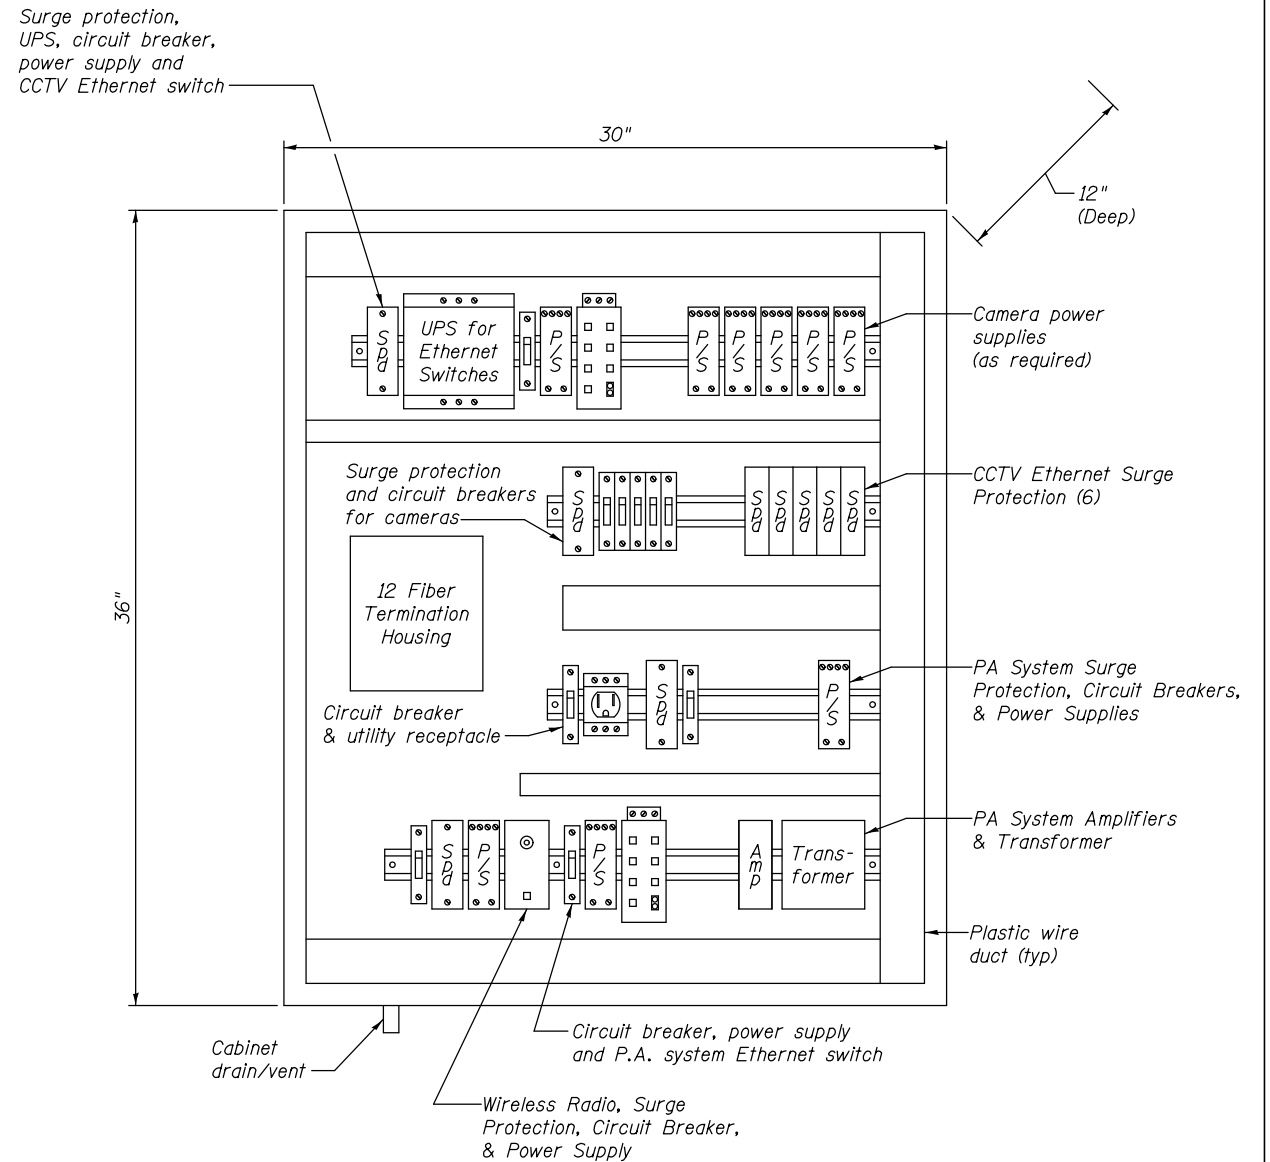 Surge protection,
UPS, circuit breaker,
power supply and
CCTV Ethernet switch
30"
12"
(Deep)
36"
Spd
UPS for
Ethernet
Switches
P/S
P/S
P/S
P/S
P/S
P/S
Camera power
supplies
(as required)
Surge protection
and circuit breakers
for cameras
Spd
Spd
Spd
Spd
Spd
Spd
CCTV Ethernet Surge
Protection (6)
12 Fiber
Termination
Housing
Circuit breaker
& utility receptacle
Spd
P/S
PA System Surge
Protection, Circuit Breakers,
& Power Supplies
Spd
P/S
P/S
Amp
Trans-
former
PA System Amplifiers
& Transformer
Plastic wire
duct (typ)
Cabinet
drain/vent
Circuit breaker, power supply
and P.A. system Ethernet switch
Wireless Radio, Surge
Protection, Circuit Breaker,
& Power Supply